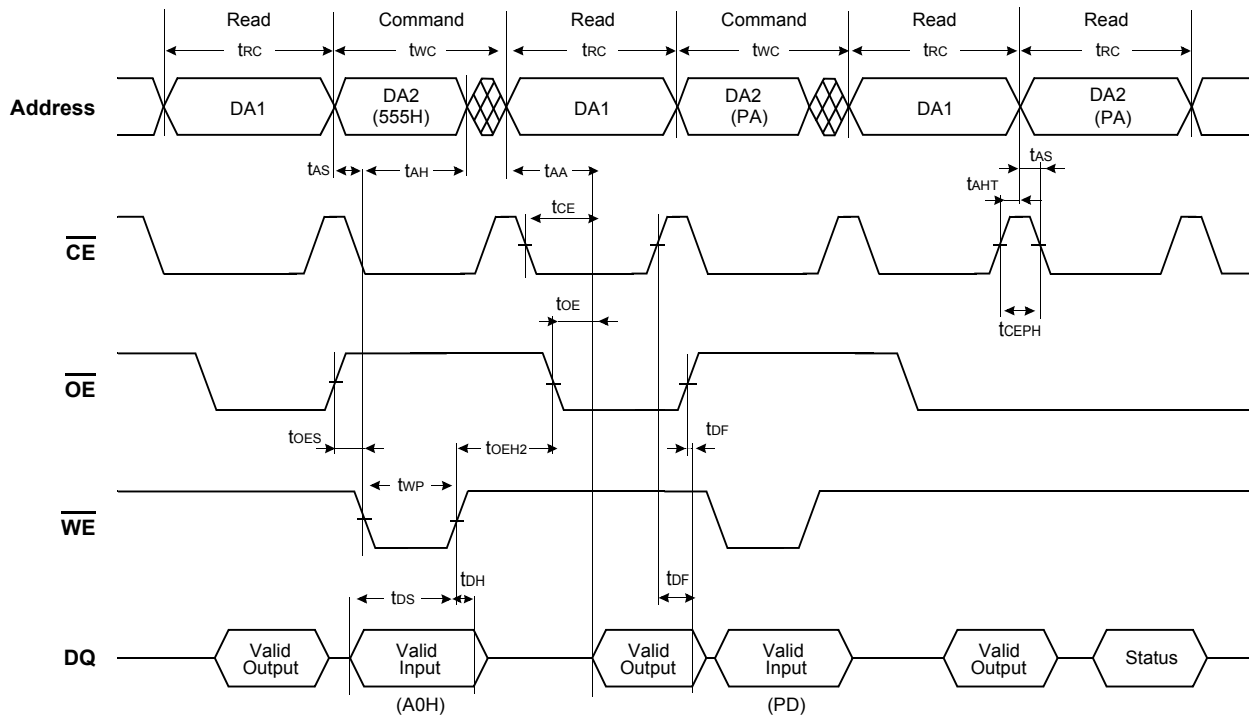 Read Command Read Command Read Read
tRC tWC tRC tWC tRC tRC
Address DA1 DA2 (555H) DA1 DA2 (PA) DA1 DA2 (PA)
tAS tAH tAA tAHT tAS
CE tCE tCEPH
OE tOE
tOES tOEH2 tDF
WE tWP
tDS tDH tDF
DQ Valid Output Valid Input Valid Output Valid Input Valid Output Status
(A0H) (PD)